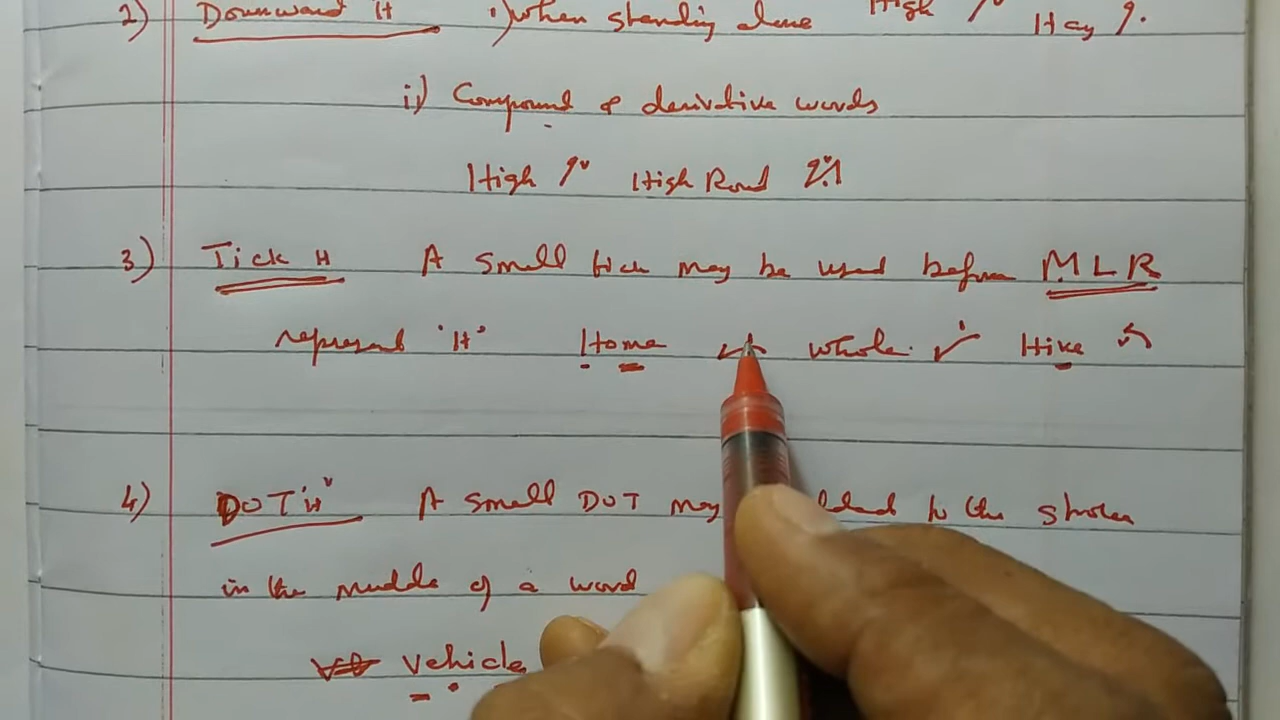 2) Downward H i) when standing alone High Hay
ii) Compound & derivative words
High High Road
3) Tick H A small tick may be used before MLR
represent 'H' Home whole. Hike
4) DOT 'H' A small DOT may to the stroke
in the middle of a word
vehicle